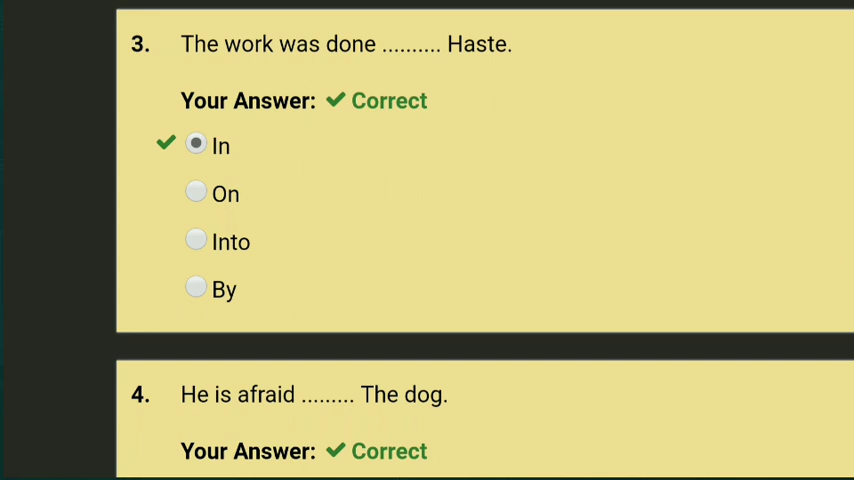 3. The work was done .......... Haste.
Your Answer: ✔ Correct
In
On
Into
By
4. He is afraid ......... The dog.
Your Answer: ✔ Correct